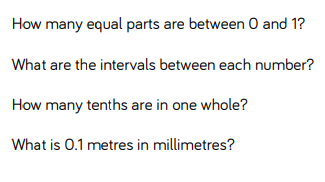 How many equal parts are between 0 and 1?
What are the intervals between each number?
How many tenths are in one whole?
What is 0.1 metres in millimetres?